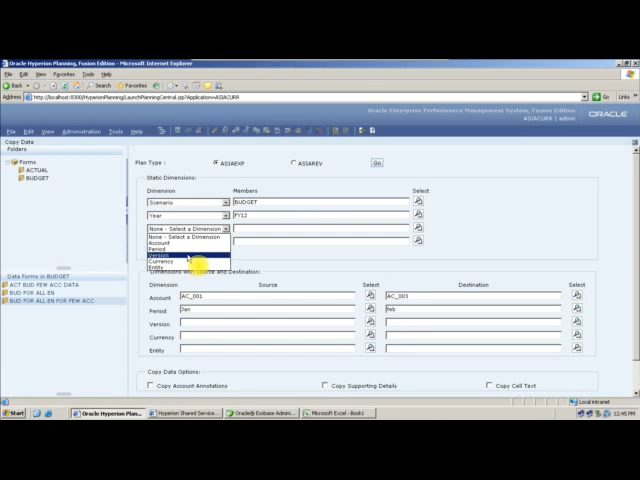 Oracle Hyperion Planning, Fusion Edition - Microsoft Internet Explorer
File Edit View Favorites Tools Help
Back Search Favorites
Address http://localhost:8300/HyperionPlanning/LaunchPlanningCentral.jsp?Application=ASIACURR Go Links
Oracle Enterprise Performance Management System, Fusion Edition
ASIACURR | admin
ORACLE
File Edit View Administration Tools Help
Copy Data
Folders
Forms
ACTUAL
BUDGET
Data Forms in BUDGET
ACT BUD FEW ACC DATA
BUD FOR ALL EN
BUD FOR ALL EN FOR FEW ACC
Plan Type : ASIAEXP ASIAREV Go
Static Dimensions:
Dimension Members Select
Scenario BUDGET
Year FY12
None - Select a Dimension
None - Select a Dimension
Account
Period
Version
Currency
Entity
Dimensions with Source and Destination:
Dimension Source Select Destination Select
Account AC_001 AC_003
Period Jan feb
Version:
Currency:
Entity:
Copy Data Options:
Copy Account Annotations Copy Supporting Details Copy Cell Text
Local intranet
Start Oracle Hyperion Plan... Hyperion Shared Service... Oracle® Essbase Admini... Microsoft Excel - Book1 12:45 PM